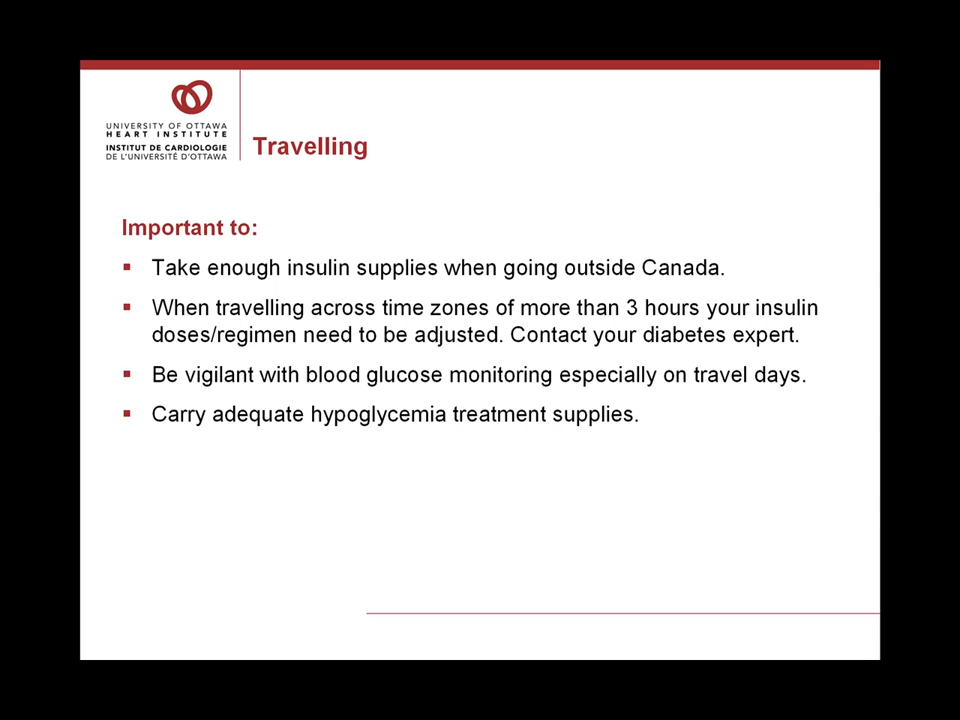 UNIVERSITY OF OTTAWA
HEART INSTITUTE
INSTITUT DE CARDIOLOGIE
DE L'UNIVERSITÉ D'OTTAWA
Travelling
Important to:
▪ Take enough insulin supplies when going outside Canada.
▪ When travelling across time zones of more than 3 hours your insulin
doses/regimen need to be adjusted. Contact your diabetes expert.
▪ Be vigilant with blood glucose monitoring especially on travel days.
▪ Carry adequate hypoglycemia treatment supplies.